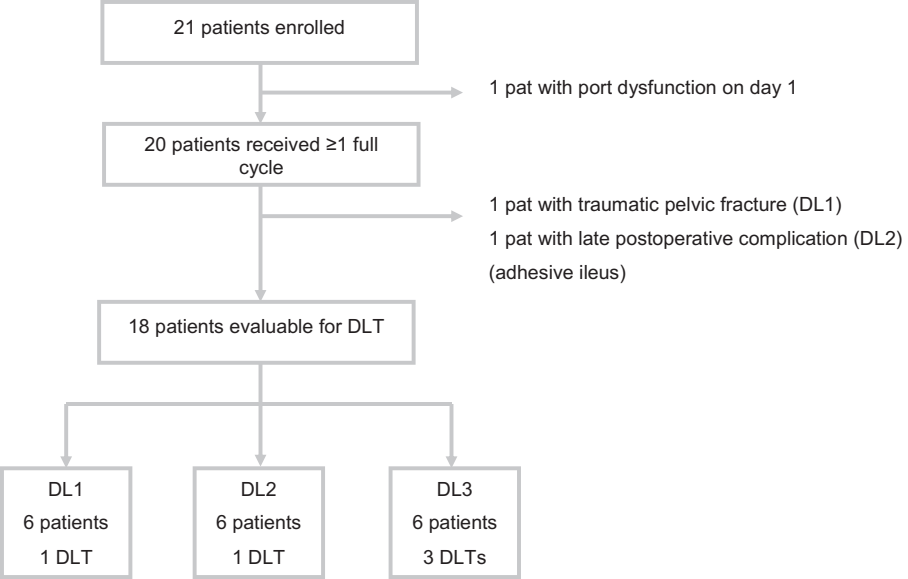 21 patients enrolled
1 pat with port dysfunction on day 1
20 patients received ≥1 full
cycle
1 pat with traumatic pelvic fracture (DL1)
1 pat with late postoperative complication (DL2)
(adhesive ileus)
18 patients evaluable for DLT
DL1
6 patients
1 DLT
DL2
6 patients
1 DLT
DL3
6 patients
3 DLTs